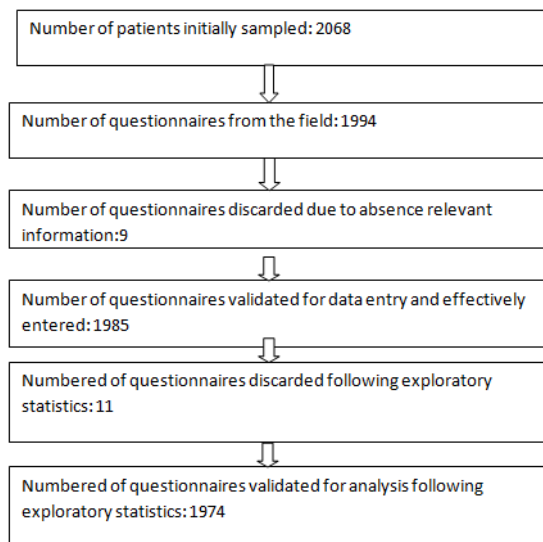 Number of patients initially sampled: 2068
Number of questionnaires from the field: 1994
Number of questionnaires discarded due to absence relevant
information:9
Number of questionnaires validated for data entry and effectively
entered: 1985
Numbered of questionnaires discarded following exploratory
statistics: 11
Numbered of questionnaires validated for analysis following
exploratory statistics: 1974